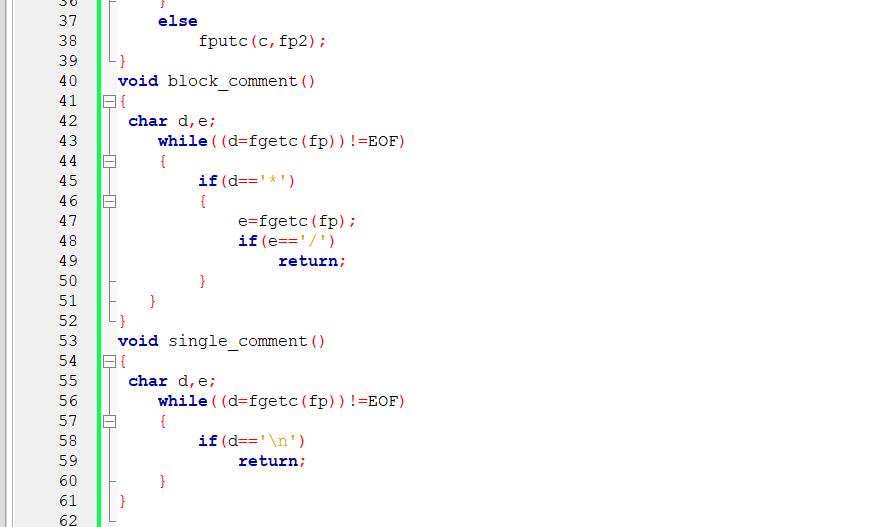 36 }
37 else
38 fputc(c,fp2);
39 }
40 void block_comment()
41 {
42 char d,e;
43 while((d=fgetc(fp))!=EOF)
44 {
45 if(d=='*')
46 {
47 e=fgetc(fp);
48 if(e=='/')
49 return;
50 }
51 }
52 }
53 void single_comment()
54 {
55 char d,e;
56 while((d=fgetc(fp))!=EOF)
57 {
58 if(d=='\n')
59 return;
60 }
61 }
62